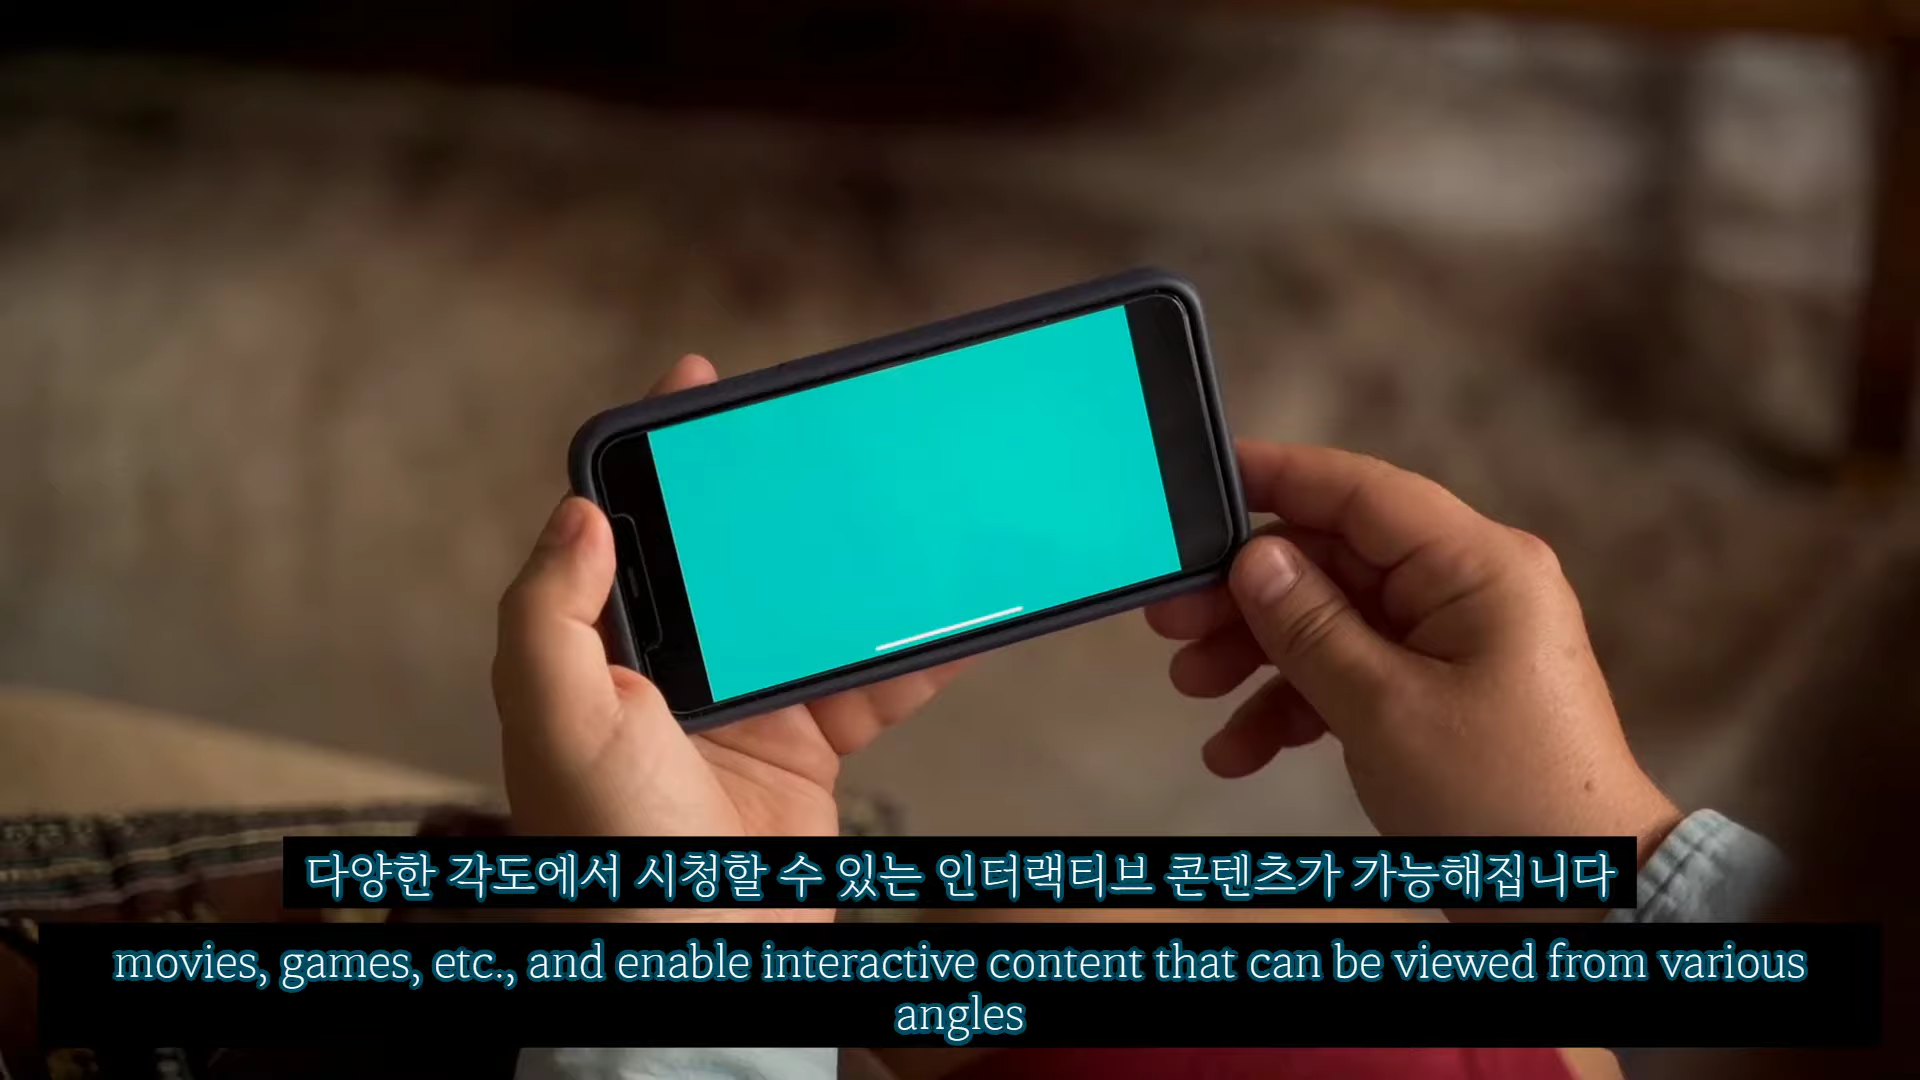 다양한 각도에서 시청할 수 있는 인터랙티브 콘텐츠가 가능해집니다
movies, games, etc., and enable interactive content that can be viewed from various
angles